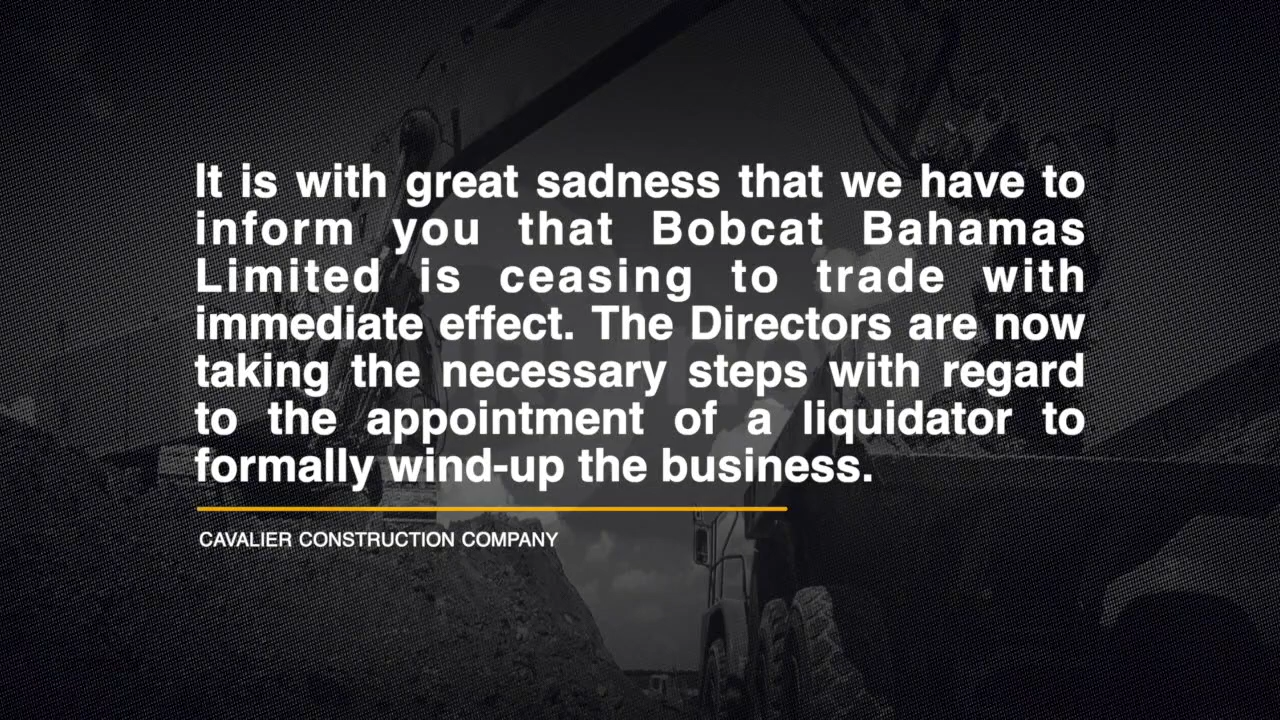 It is with great sadness that we have to
inform you that Bobcat Bahamas
Limited is ceasing to trade with
immediate effect. The Directors are now
taking the necessary steps with regard
to the appointment of a liquidator to
formally wind-up the business.
CAVALIER CONSTRUCTION COMPANY